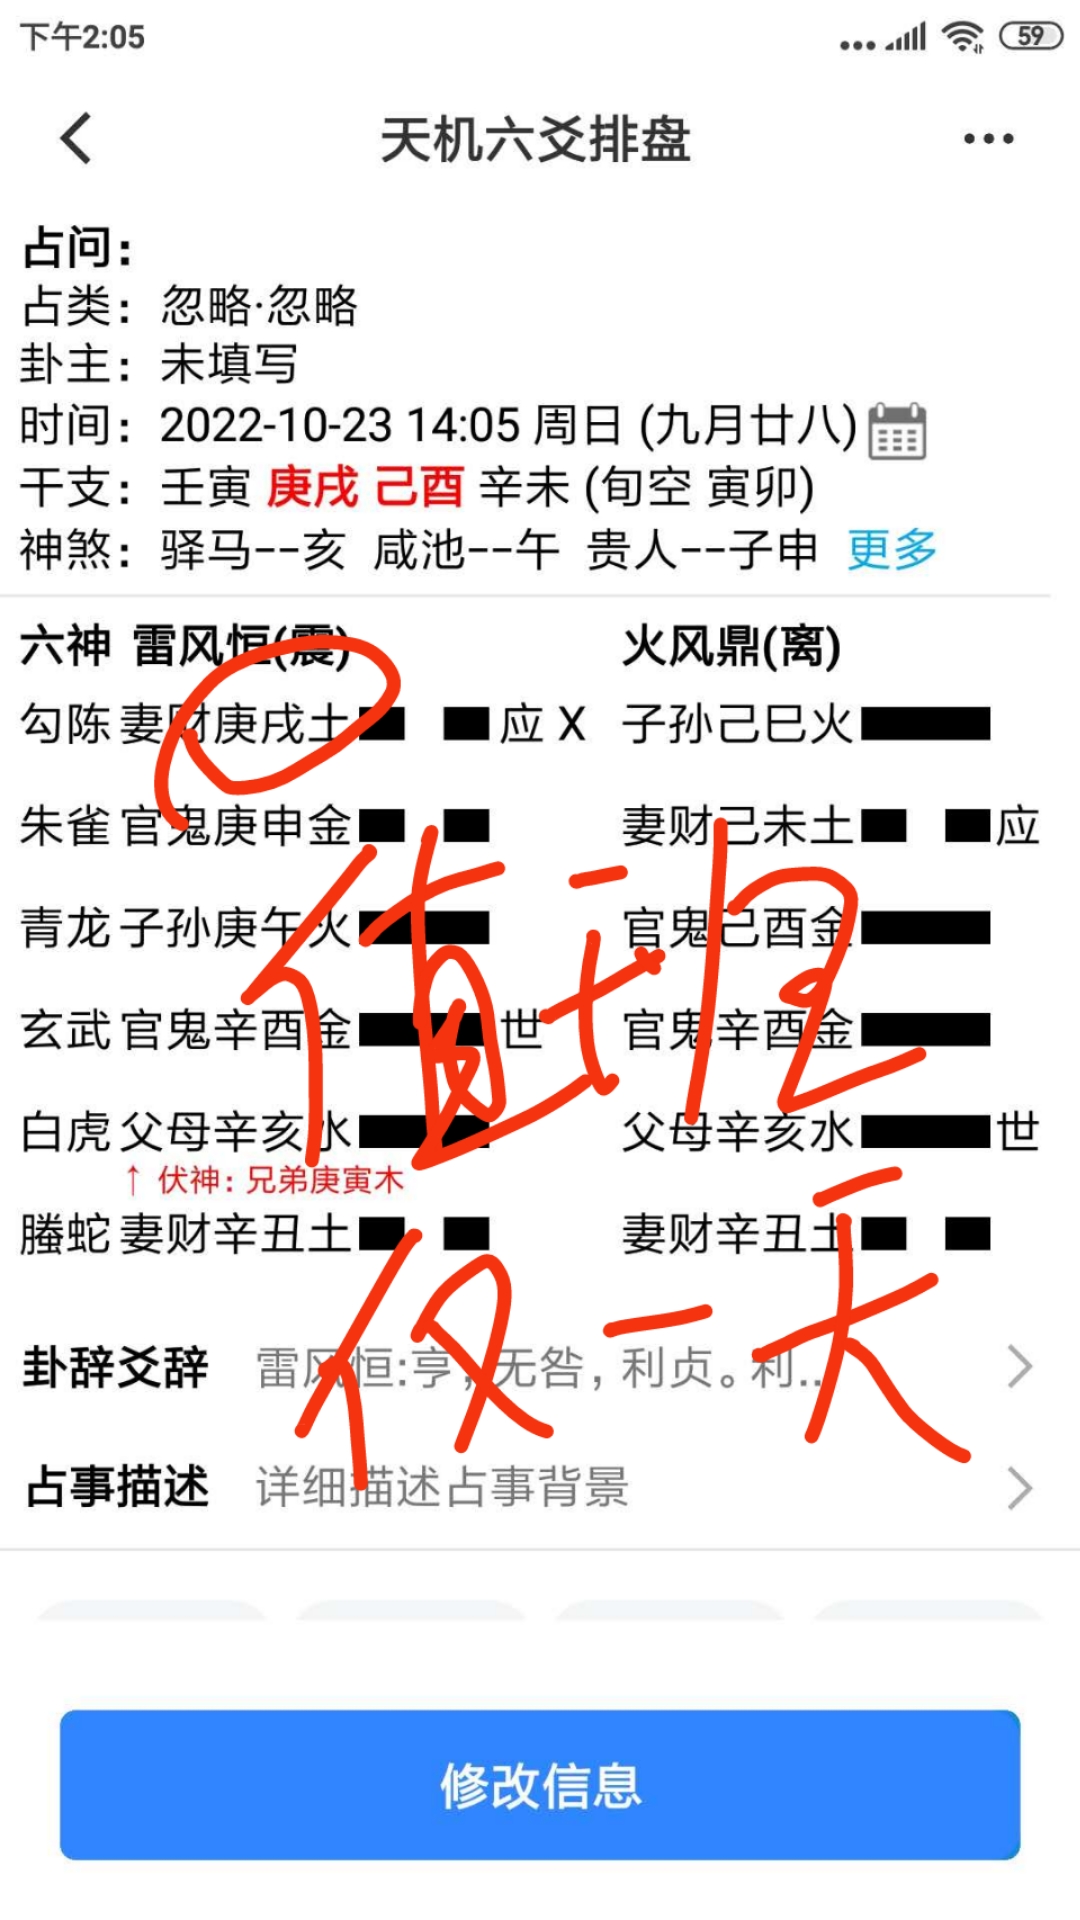 下午2:05
59
天机六爻排盘
占问：
占类：忽略·忽略
卦主：未填写
时间：2022-10-23 14:05 周日 (九月廿八)
干支：壬寅 庚戌 己酉 辛未 (旬空 寅卯)
神煞：驿马--亥 咸池--午 贵人--子申 更多
六神 雷风恒(震) 火风鼎(离)
勾陈 妻财庚戌土 应 X 子孙己巳火
朱雀 官鬼庚申金 妻财己未土 应
青龙 子孙庚午火 官鬼己酉金
玄武 官鬼辛酉金 世 官鬼辛酉金
白虎 父母辛亥水 父母辛亥水 世
↑ 伏神：兄弟庚寅木
螣蛇 妻财辛丑土 妻财辛丑土
值班
仅一天
卦辞爻辞 雷风恒:亨，无咎，利贞。利...
占事描述 详细描述占事背景
修改信息